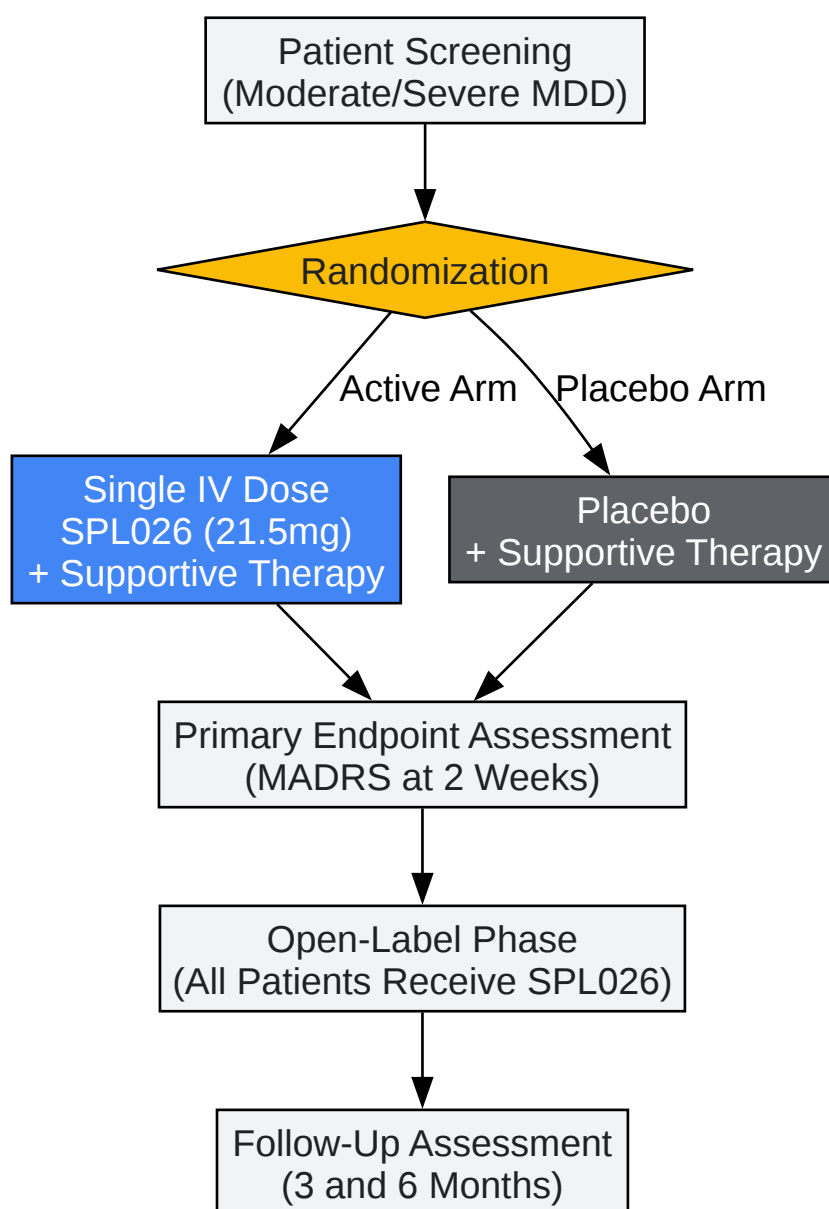 Patient Screening
(Moderate/Severe MDD)
Randomization
Active Arm
Placebo Arm
Single IV Dose
SPL026 (21.5mg)
+ Supportive Therapy
Placebo
+ Supportive Therapy
Primary Endpoint Assessment
(MADRS at 2 Weeks)
Open-Label Phase
(All Patients Receive SPL026)
Follow-Up Assessment
(3 and 6 Months)